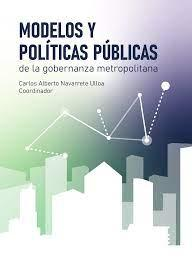 MODELOS Y
POLÍTICAS PÚBLICAS
de la gobernanza metropolitana
Carlos Alberto Navarrete Ulloa
Coordinador